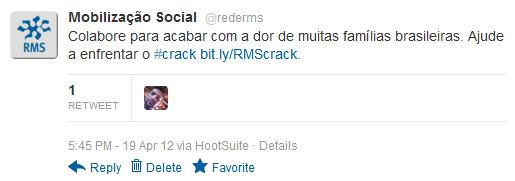 Mobilização Social @rederms
RMS
Colabore para acabar com a dor de muitas famílias brasileiras. Ajude
a enfrentar o #crack bit.ly/RMScrack.
1
RETWEET
5:45 PM - 19 Apr 12 via HootSuite · Details
Reply Delete Favorite